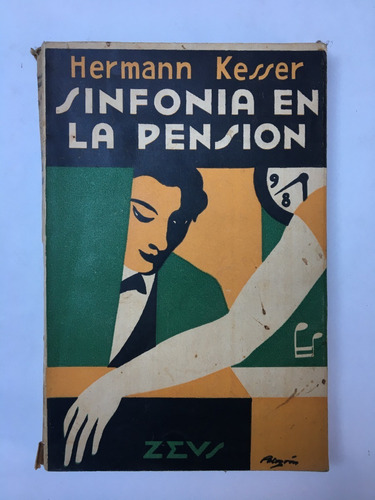 Hermann Kesser
SINFONIA EN
LA PENSION
9
8
ZEUS